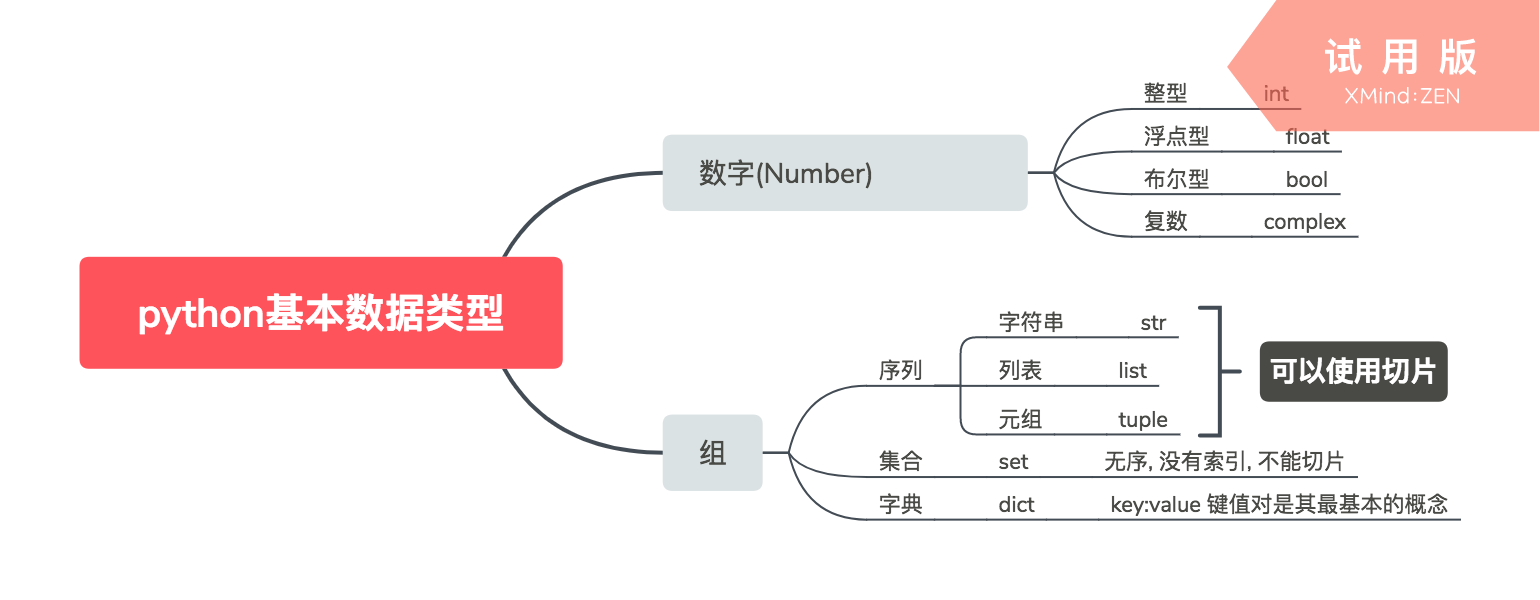 试用版
XMind:ZEN
整型 int
浮点型 float
数字(Number)
布尔型 bool
复数 complex
python基本数据类型
字符串 str
序列 列表 list 可以使用切片
元组 tuple
组
集合 set 无序, 没有索引, 不能切片
字典 dict key:value 键值对是其最基本的概念